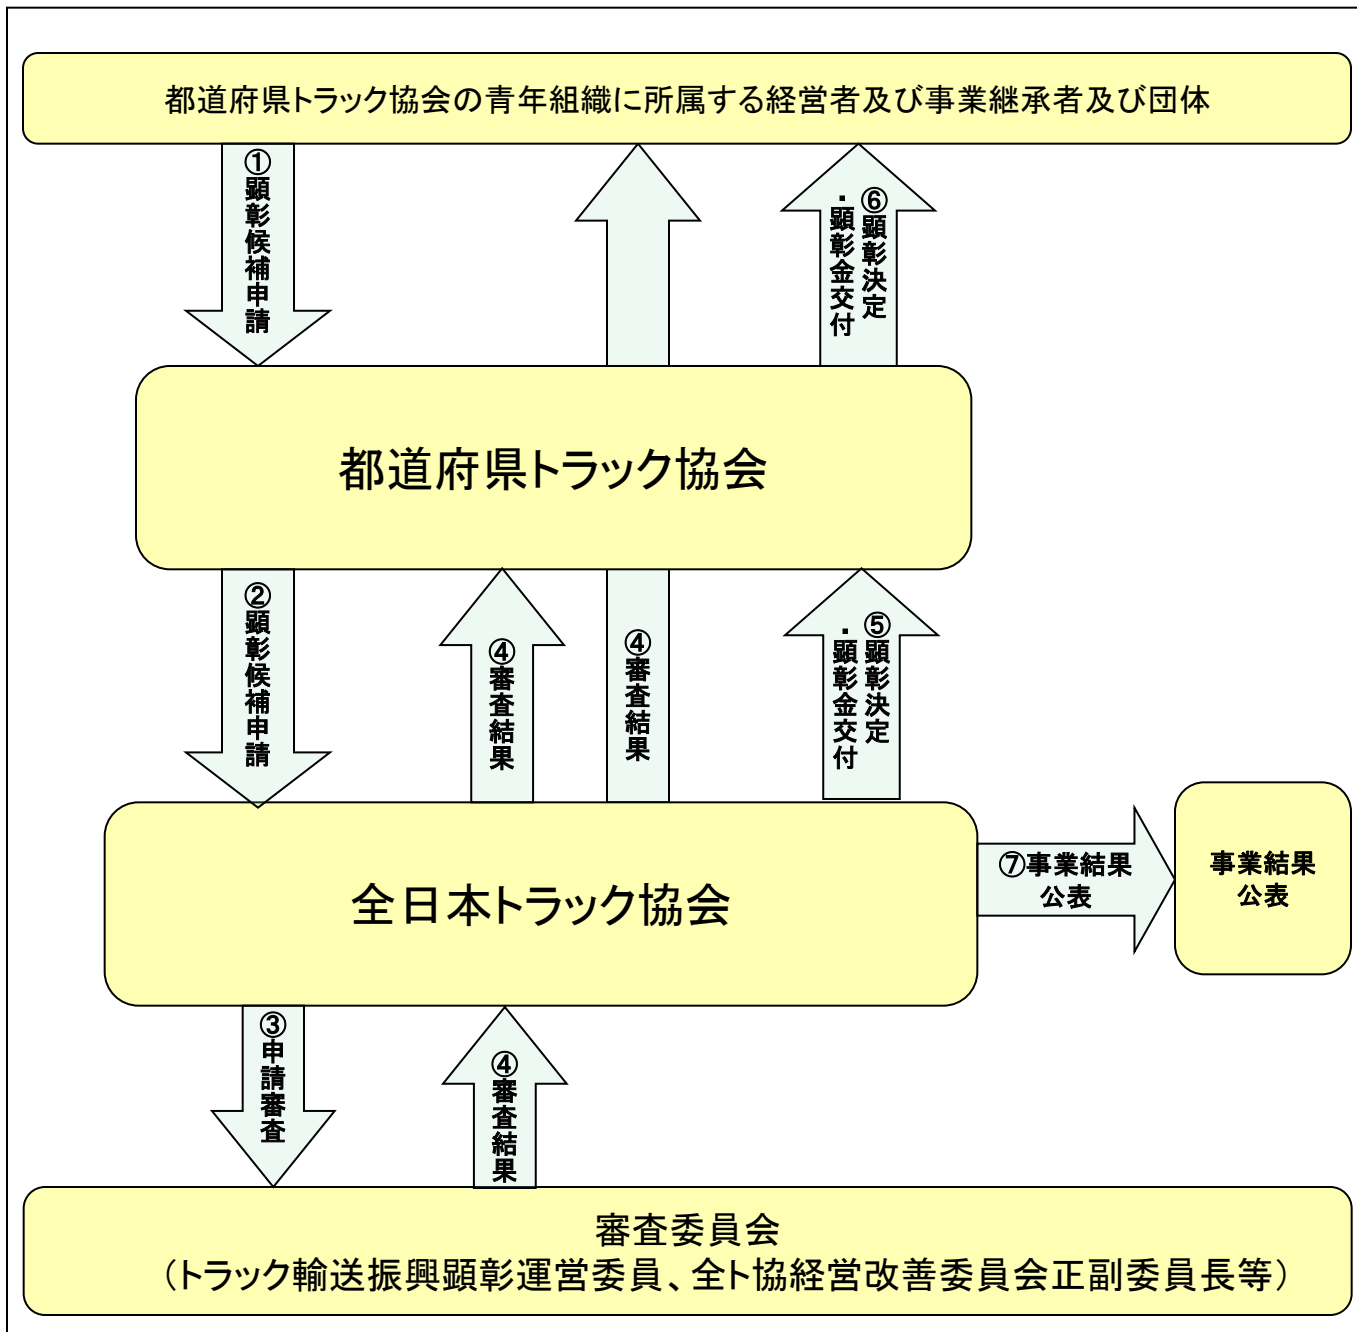 都道府県トラック協会の青年組織に所属する経営者及び事業継承者及び団体
①顕彰候補申請
⑥顕彰決定
・顕彰金交付
都道府県トラック協会
②顕彰候補申請
④審査結果
④審査結果
⑤顕彰決定
・顕彰金交付
全日本トラック協会
⑦事業結果
公表
事業結果
公表
③申請審査
④審査結果
審査委員会
（トラック輸送振興顕彰運営委員、全ト協経営改善委員会正副委員長等）